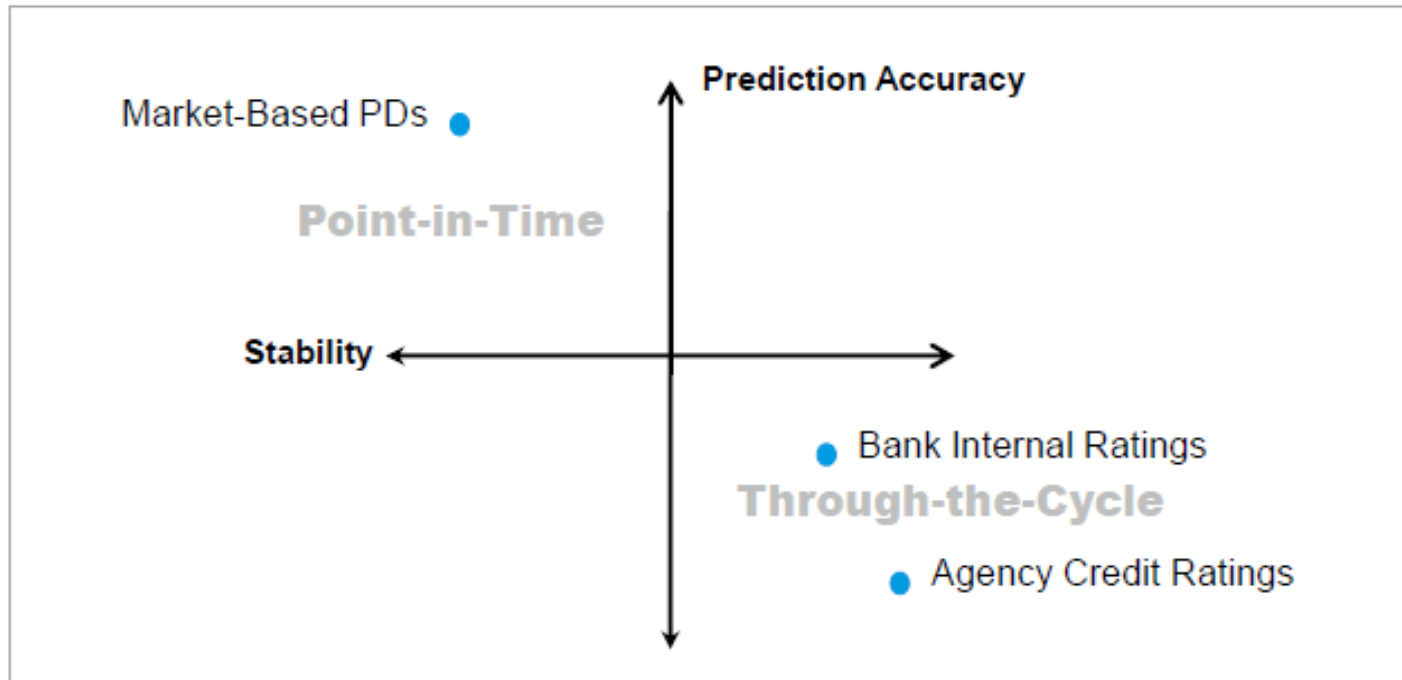 Prediction Accuracy
Market-Based PDs
Point-in-Time
Stability
Bank Internal Ratings
Through-the-Cycle
Agency Credit Ratings